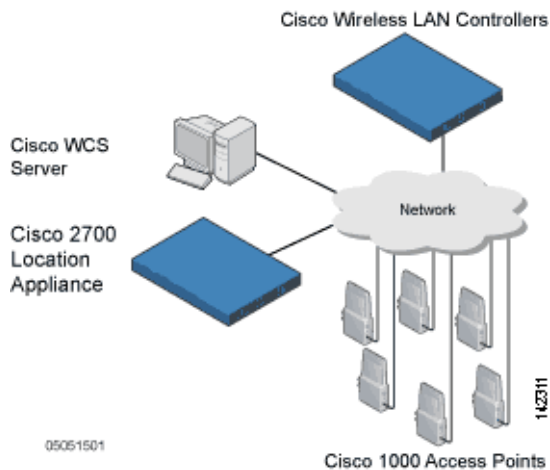 Cisco Wireless LAN Controllers
Cisco WCS
Server
Network
Cisco 2700
Location
Appliance
142311
05051501
Cisco 1000 Access Points